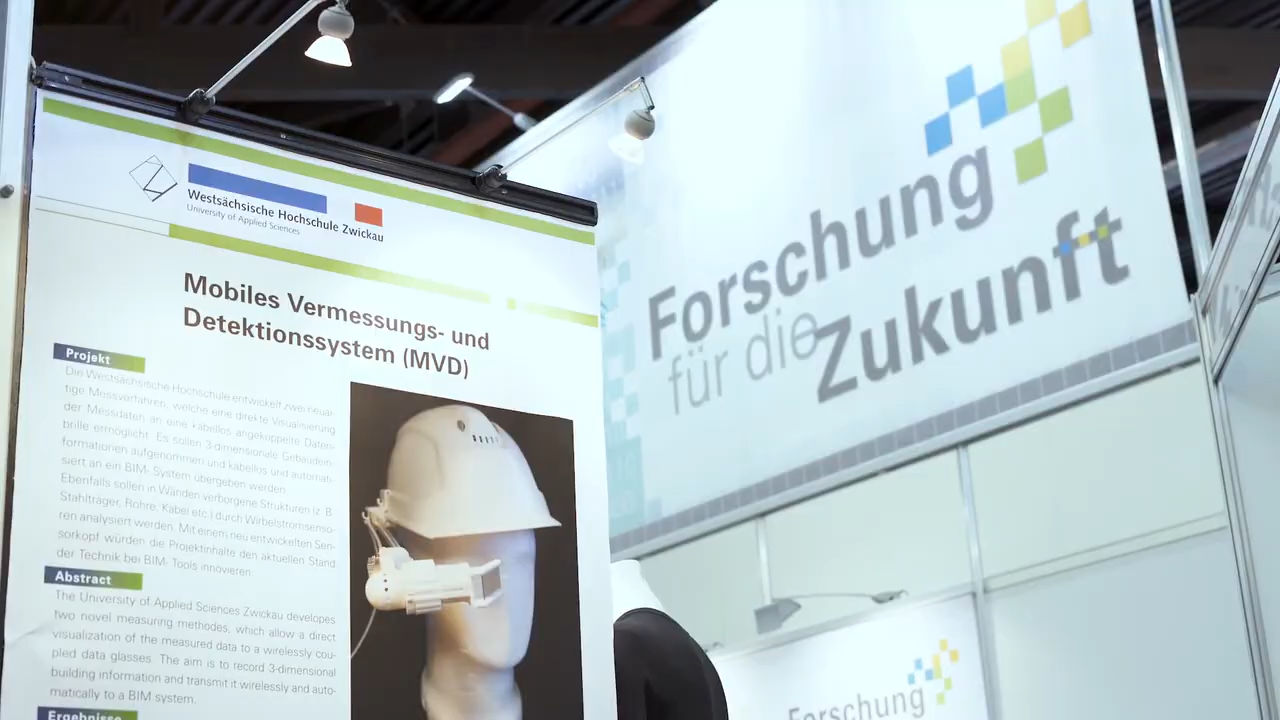 Westsächsische Hochschule Zwickau
University of Applied Sciences
Mobiles Vermessungs- und
Detektionssystem (MVD)
Projekt
Die Westsächsische Hochschule entwickelt zwei neuar-
tige Messverfahren, welche eine direkte Visualisierung
der Messdaten an eine kabellos angekoppelte Daten-
brille ermöglicht. Es sollen 3-dimensionale Gebäudein-
formationen aufgenommen und kabellos und automati-
siert an ein BIM- System übergeben werden.
Ebenfalls sollen in Wänden verborgene Strukturen (z. B.
Stahlträger, Rohre, Kabel etc.) durch Wirbelstromsenso-
ren analysiert werden. Mit einem neu entwickelten Sen-
sorkopf würden die Projektinhalte den aktuellen Stand
der Technik bei BIM- Tools innovieren.
Abstract
The University of Applied Sciences Zwickau developes
two novel measuring methodes, which allow a direct
visualization of the measured data to a wirelessly cou-
pled data glasses. The aim is to record 3-dimensional
building information and transmit it wirelessly and auto-
matically to a BIM system.
Ergebnisse
Forschung
für die Zukunft
Forschung